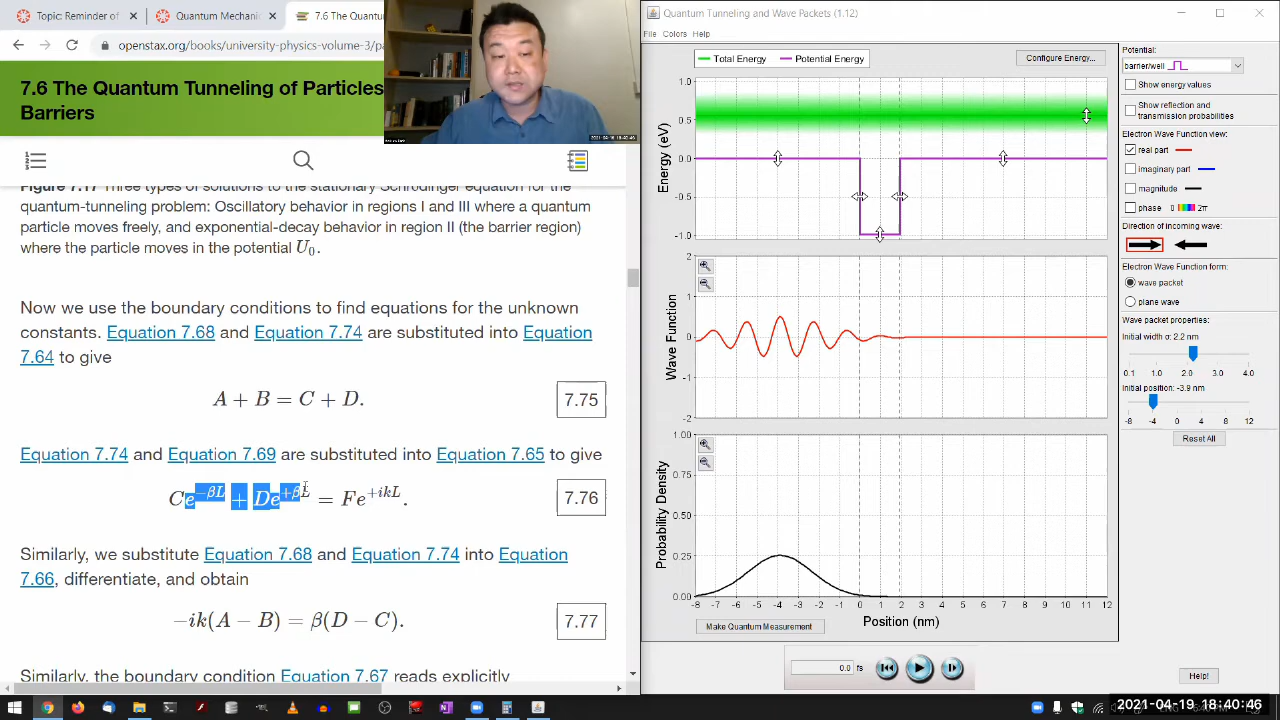 Topic Rem
Quantum Mechani
7.6 The Quantum
openstax.org/books/university-physics-volume-3/pa
7.6 The Quantum Tunneling of Particles
Barriers
Figure 7.17 Three types of solutions to the stationary Schrödinger equation for the
quantum-tunneling problem: Oscillatory behavior in regions I and III where a quantum
particle moves freely, and exponential-decay behavior in region II (the barrier region)
where the particle moves in the potential U₀.
Now we use the boundary conditions to find equations for the unknown
constants. Equation 7.68 and Equation 7.74 are substituted into Equation
7.64 to give
A + B = C + D.
7.75
Equation 7.74 and Equation 7.69 are substituted into Equation 7.65 to give
Ce^{−βL} + De^{+βL} = Fe^{+ikL}.
7.76
Similarly, we substitute Equation 7.68 and Equation 7.74 into Equation
7.66, differentiate, and obtain
−ik(A − B) = β(D − C).
7.77
Similarly, the boundary condition Equation 7.67 reads explicitly
2021-04-19 18:40:46
Quantum Tunneling and Wave Packets (1.12)
File Colors Help
Total Energy
Potential Energy
Configure Energy...
Energy (eV)
1.0
0.5
0.0
-0.5
-1.0
Wave Function
2
1
0
-1
-2
Probability Density
1.00
0.75
0.50
0.25
0.00
-8 -7 -6 -5 -4 -3 -2 -1 0 1 2 3 4 5 6 7 8 9 10 11 12
Position (nm)
Make Quantum Measurement
0.0 fs
Potential:
barrier/well
Show energy values
Show reflection and
transmission probabilities
Electron Wave Function view:
real part
imaginary part
magnitude
phase 0 2π
Direction of incoming wave:
Electron Wave Function form:
wave packet
plane wave
Wave packet properties:
Initial width σ: 2.2 nm
0.1 1.0 2.0 3.0 4.0
Initial position: -3.9 nm
-8 -4 0 4 8 12
Reset All
Help!
2021-04-19 18:40:46